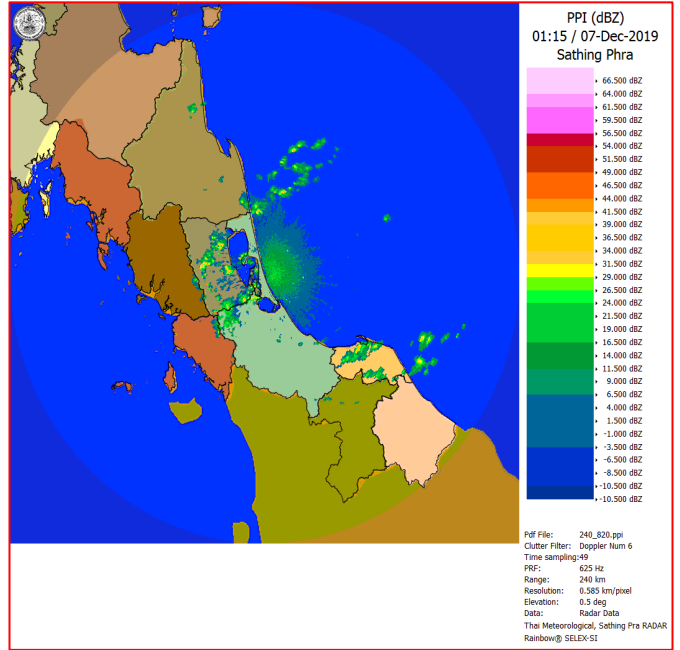 PPI (dBZ)
01:15 / 07-Dec-2019
Sathing Phra
66.500 dBZ
64.000 dBZ
61.500 dBZ
59.500 dBZ
56.500 dBZ
54.000 dBZ
51.500 dBZ
49.000 dBZ
46.500 dBZ
44.000 dBZ
41.500 dBZ
39.000 dBZ
36.500 dBZ
34.000 dBZ
31.500 dBZ
29.000 dBZ
26.500 dBZ
24.000 dBZ
21.500 dBZ
19.000 dBZ
16.500 dBZ
14.000 dBZ
11.500 dBZ
9.000 dBZ
6.500 dBZ
4.000 dBZ
1.500 dBZ
-1.000 dBZ
-3.500 dBZ
-6.500 dBZ
-8.500 dBZ
-10.500 dBZ
-10.500 dBZ
Pdf File: 240_820.ppi
Clutter Filter: Doppler Num 6
Time sampling:49
PRF: 625 Hz
Range: 240 km
Resolution: 0.585 km/pixel
Elevation: 0.5 deg
Data: Radar Data
Thai Meteorological, Sathing Pra RADAR
Rainbow® SELEX-SI